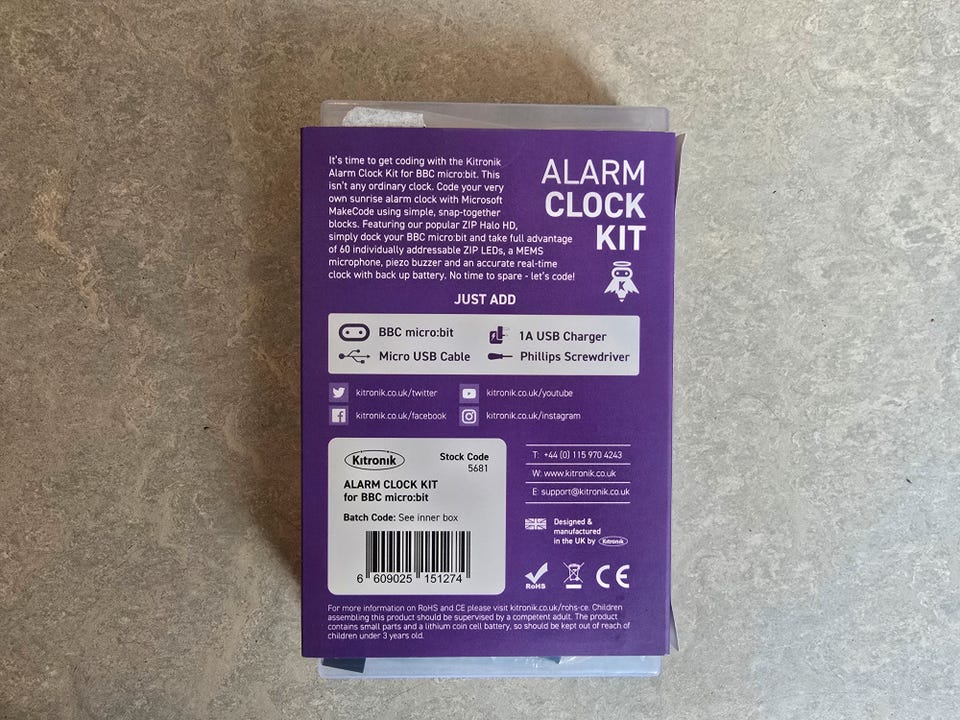 It's time to get coding with the Kitronik
Alarm Clock Kit for BBC micro:bit. This
isn't any ordinary clock. Code your very
own sunrise alarm clock with Microsoft
MakeCode using simple, snap-together
blocks. Featuring our popular ZIP Halo HD,
simply dock your BBC micro:bit and take full advantage
of 60 individually addressable ZIP LEDs, a MEMS
microphone, piezo buzzer and an accurate real-time
clock with back up battery. No time to spare - let's code!
ALARM
CLOCK
KIT
K
JUST ADD
BBC micro:bit
1A USB Charger
Micro USB Cable
Phillips Screwdriver
kitronik.co.uk/twitter
kitronik.co.uk/youtube
kitronik.co.uk/facebook
kitronik.co.uk/instagram
Kitronik
Stock Code
5681
ALARM CLOCK KIT
for BBC micro:bit
Batch Code: See inner box
6 609025 151274
T: +44 (0) 115 970 4243
W: www.kitronik.co.uk
E: support@kitronik.co.uk
Designed &
manufactured
in the UK by Kitronik
RoHS
CE
For more information on RoHS and CE please visit kitronik.co.uk/rohs-ce. Children
assembling this product should be supervised by a competent adult. The product
contains small parts and a lithium coin cell battery, so should be kept out of reach of
children under 3 years old.